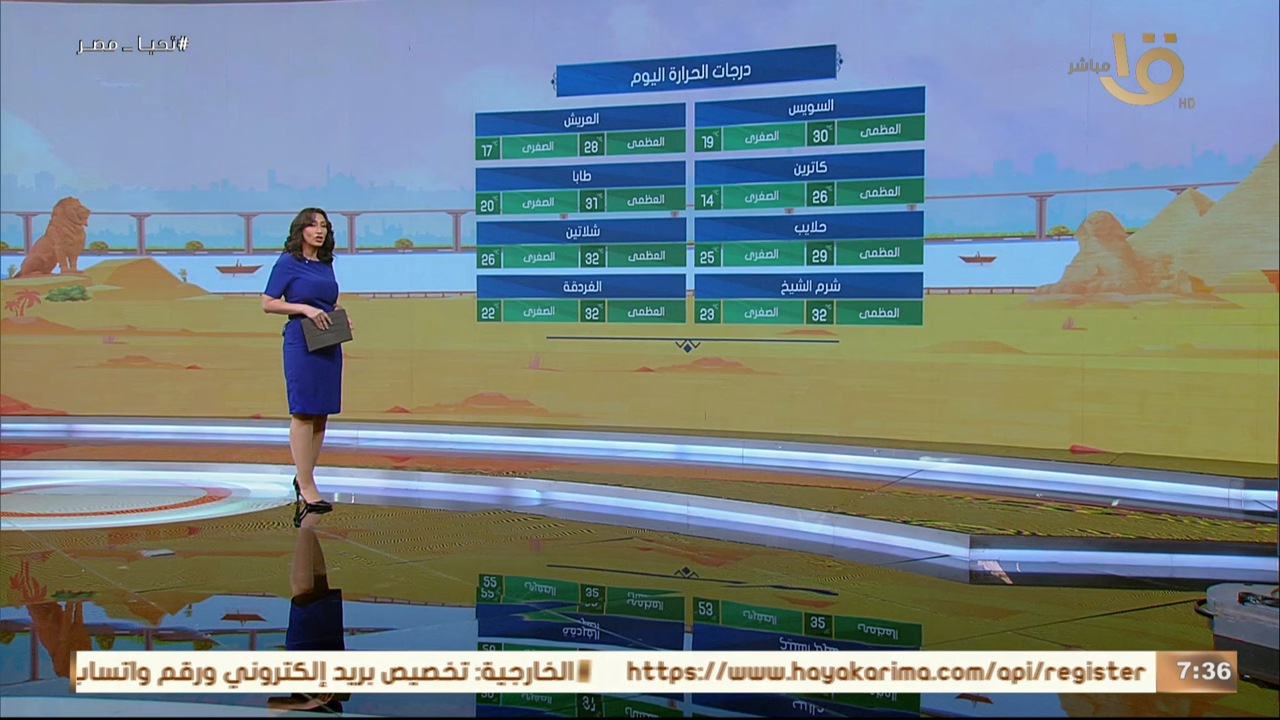 #تحيا_مصر
مباشر
HD
درجات الحرارة اليوم
السويس
العظمى 30 °C الصغرى 19 °C
العريش
العظمى 28 °C الصغرى 17 °C
كاترين
العظمى 26 °C الصغرى 14 °C
طابا
العظمى 31 °C الصغرى 20 °C
حلايب
العظمى 29 °C الصغرى 25 °C
شلاتين
العظمى 32 °C الصغرى 26 °C
شرم الشيخ
العظمى 32 °C الصغرى 23 °C
الغردقة
العظمى 32 °C الصغرى 22 °C
7:36
https://www.hayakarima.com/api/register
الخارجية: تخصيص بريد إلكتروني ورقم واتساب